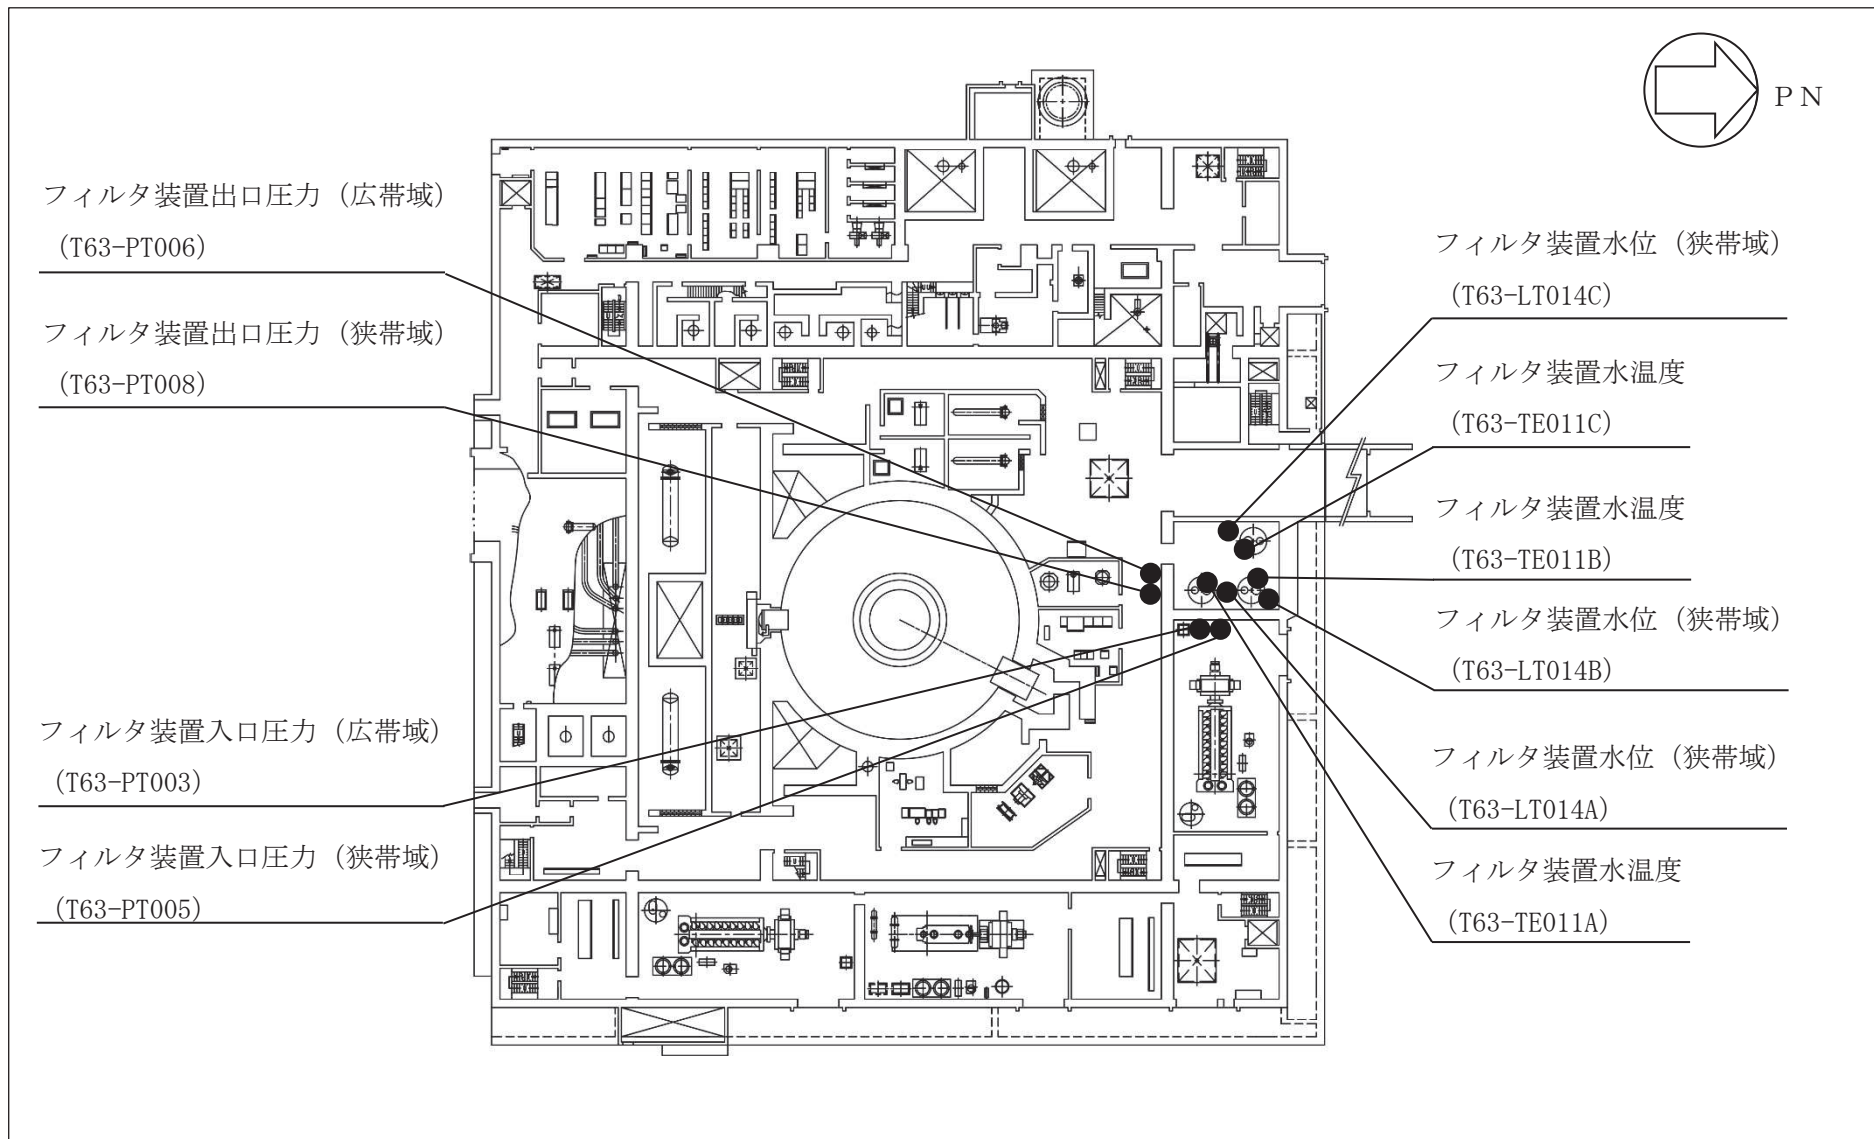 PN
フィルタ装置出口圧力（広帯域）
（T63-PT006）
フィルタ装置出口圧力（狭帯域）
（T63-PT008）
フィルタ装置入口圧力（広帯域）
（T63-PT003）
フィルタ装置入口圧力（狭帯域）
（T63-PT005）
フィルタ装置水位（狭帯域）
（T63-LT014C）
フィルタ装置水温度
（T63-TE011C）
フィルタ装置水温度
（T63-TE011B）
フィルタ装置水位（狭帯域）
（T63-LT014B）
フィルタ装置水位（狭帯域）
（T63-LT014A）
フィルタ装置水温度
（T63-TE011A）